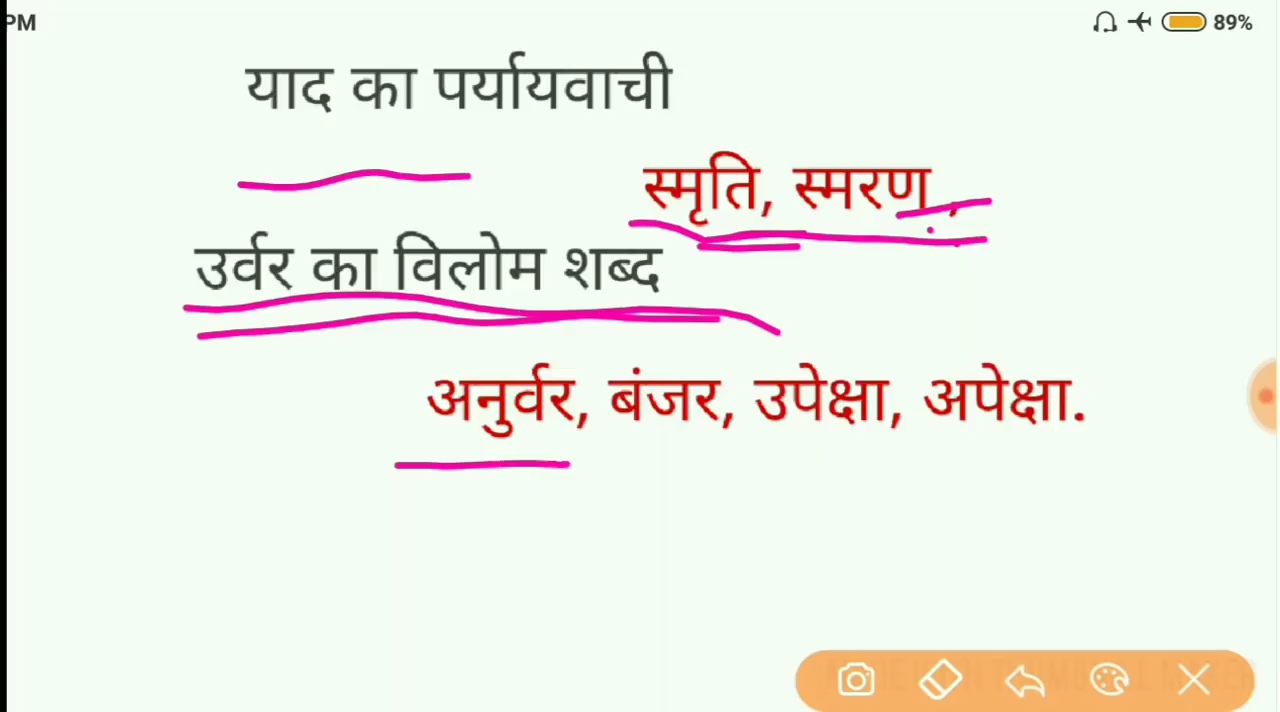 PM
89%
याद का पर्यायवाची
स्मृति, स्मरण ,
उर्वर का विलोम शब्द
अनुर्वर, बंजर, उपेक्षा, अपेक्षा.